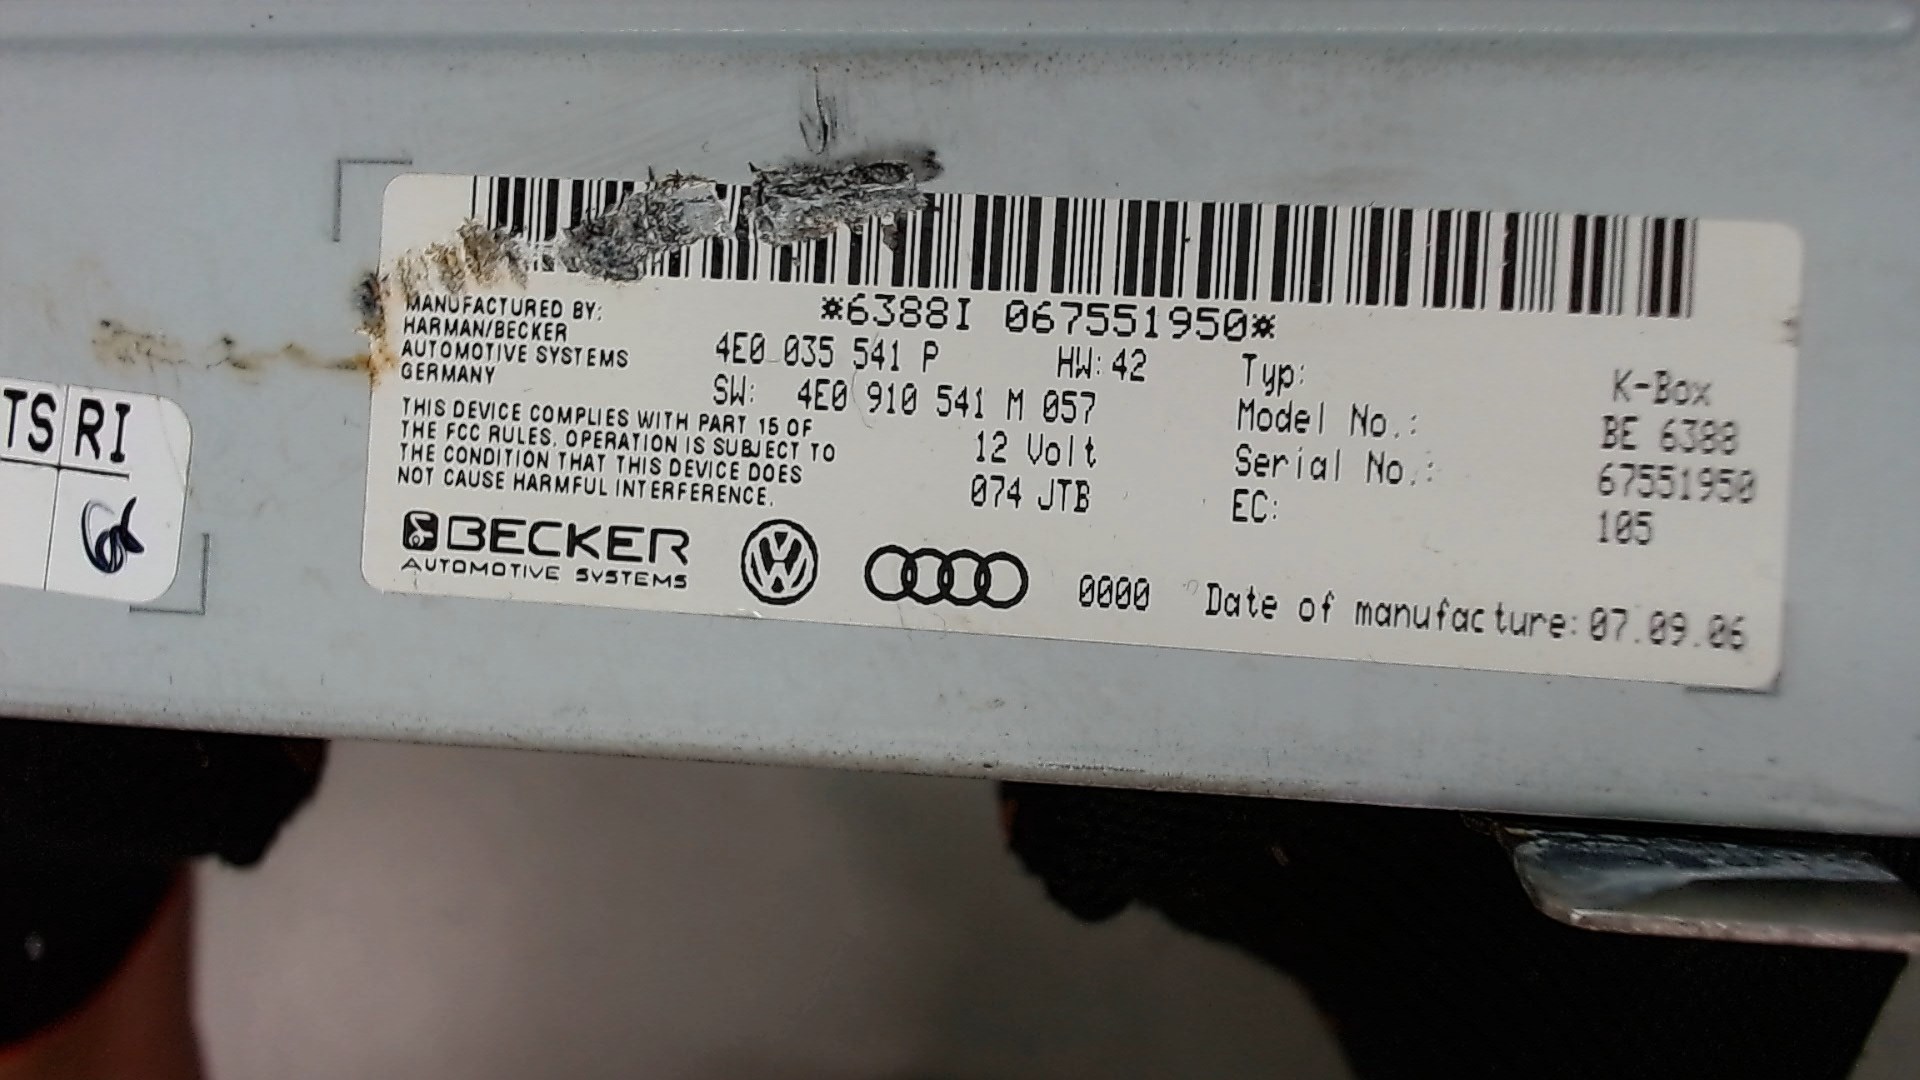 *6388I 067551950*
MANUFACTURED BY:
HARMAN/BECKER
AUTOMOTIVE SYSTEMS
GERMANY
4E0 035 541 P HW: 42
SW: 4E0 910 541 M 057
12 Volt
074 JTB
Typ: K-Box
Model No.: BE 6388
Serial No.: 67551950
EC: 105
THIS DEVICE COMPLIES WITH PART 15 OF
THE FCC RULES. OPERATION IS SUBJECT TO
THE CONDITION THAT THIS DEVICE DOES
NOT CAUSE HARMFUL INTERFERENCE.
BECKER
AUTOMOTIVE SYSTEMS
0000 Date of manufacture: 07.09.06
TS RI